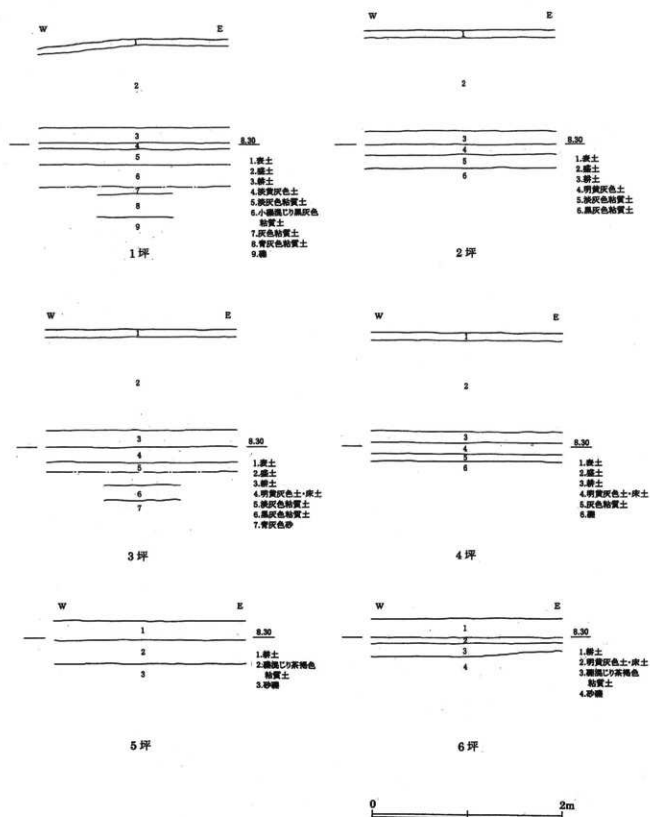 W E
1
2
3
4
5
6
7
8
9
8.30
1.表土
2.盛土
3.耕土
4.淡黄灰色土
5.淡灰色粘質土
6.小礫混じり黒灰色
粘質土
7.灰色粘質土
8.青灰色粘質土
9.礫
1坪
W E
1
2
3
4
5
6
8.30
1.表土
2.盛土
3.耕土
4.明黄灰色土
5.淡灰色粘質土
6.黒灰色粘質土
2坪
W E
1
2
3
4
5
6
7
8.30
1.表土
2.盛土
3.耕土
4.明黄灰色土・床土
5.淡灰色粘質土
6.黒灰色粘質土
7.青灰色砂
3坪
W E
1
2
3
4
5
6
8.30
1.表土
2.盛土
3.耕土
4.明黄灰色土・床土
5.灰色粘質土
6.礫
4坪
W E
1
2
3
8.30
1.耕土
2.礫混じり茶褐色
粘質土
3.砂礫
5坪
W E
1
2
3
4
8.30
1.耕土
2.明黄灰色土・床土
3.礫混じり茶褐色
粘質土
4.砂礫
6坪
0 2m